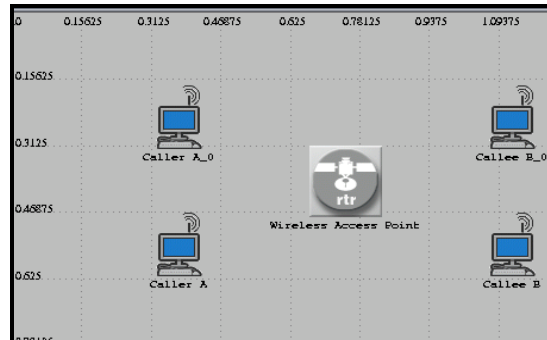 .0 0.15625 0.3125 0.46875 0.625 0.78125 0.9375 1.09375
0.15625
0.3125
Caller A_0 Callee B_0
rtr
0.46875
Wireless Access Point
0.625
Caller A Callee B